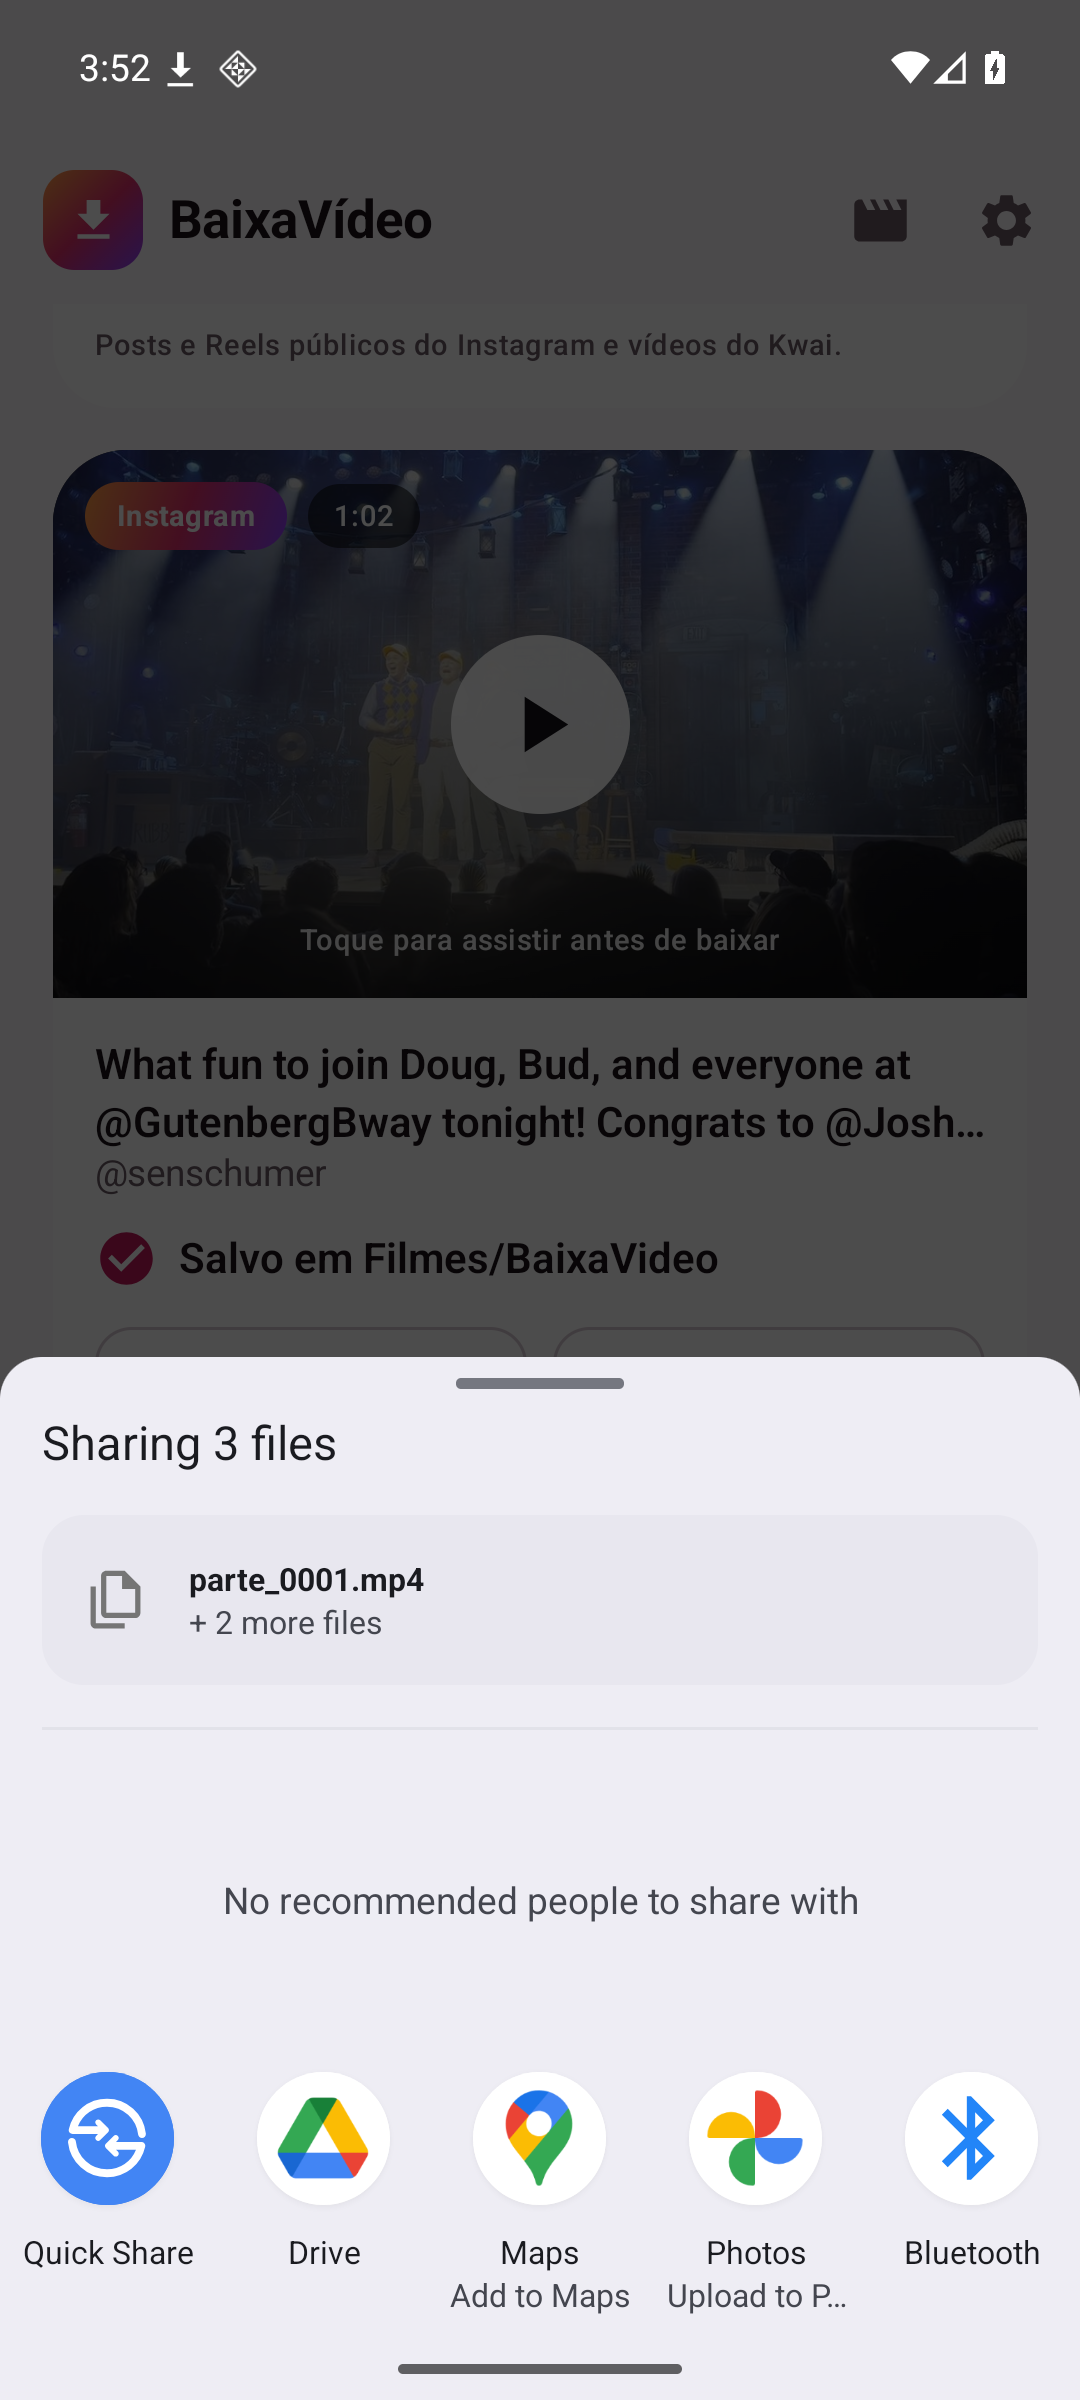 3:52
BaixaVídeo
Posts e Reels públicos do Instagram e vídeos do Kwai.
Instagram
1:02
Toque para assistir antes de baixar
What fun to join Doug, Bud, and everyone at
@GutenbergBway tonight! Congrats to @Josh...
@senschumer
Salvo em Filmes/BaixaVideo
Sharing 3 files
parte_0001.mp4
+ 2 more files
No recommended people to share with
Quick Share
Drive
Maps
Add to Maps
Photos
Upload to P...
Bluetooth